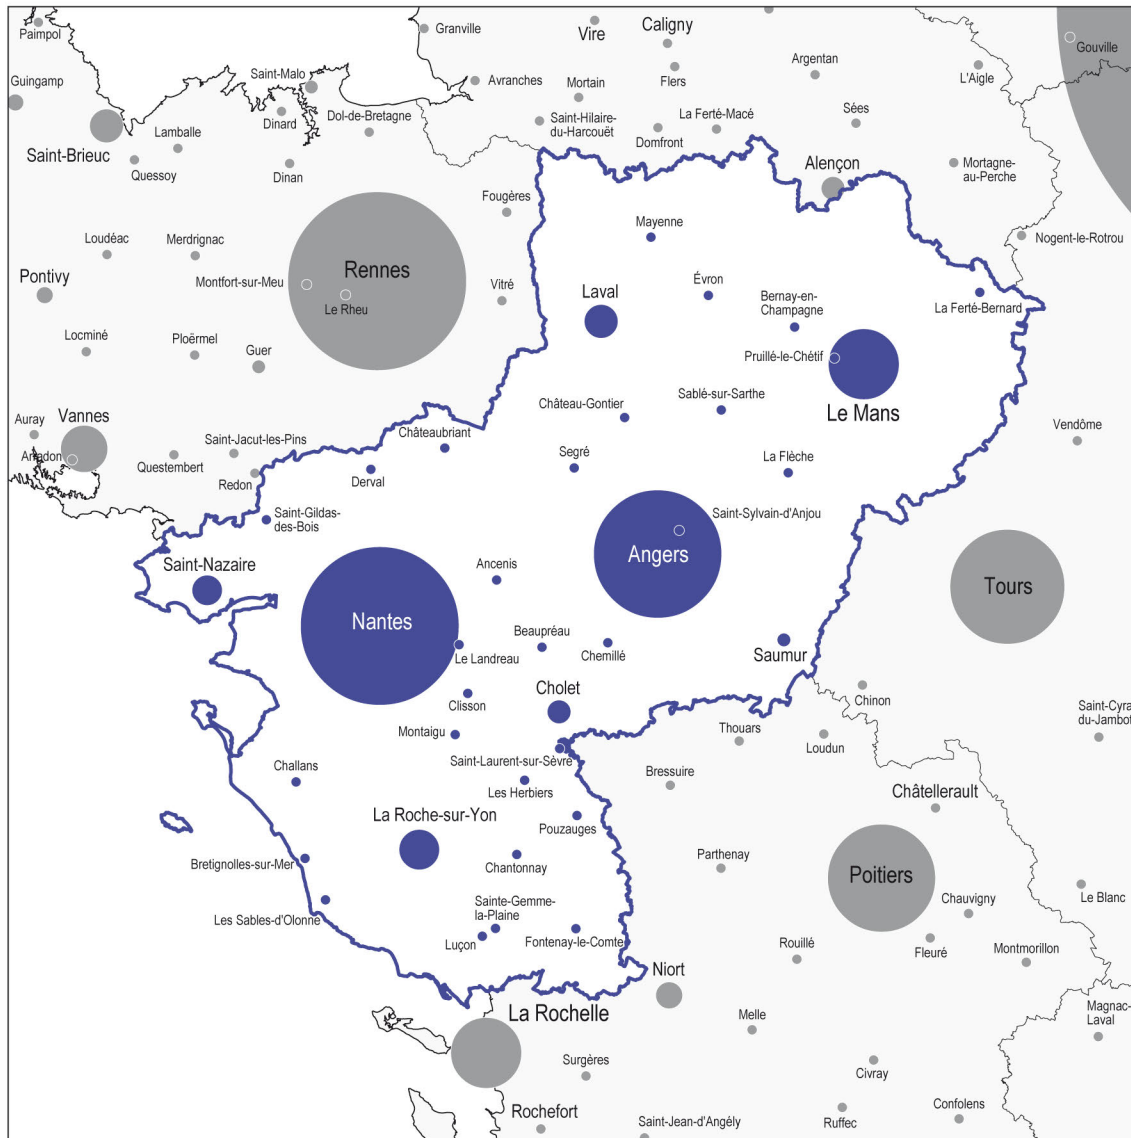 Paimpol
Granville
Vire
Caligny
Gouville
Guingamp
Saint-Malo
Avranches
Mortain
Flers
Argentan
L'Aigle
Saint-Brieuc
Lamballe
Dinard
Dol-de-Bretagne
Saint-Hilaire-
du-Harcouët
La Ferté-Macé
Domfront
Sées
Quessoy
Dinan
Alençon
Mortagne-
au-Perche
Fougères
Mayenne
Nogent-le-Rotrou
Loudéac
Merdrignac
Pontivy
Montfort-sur-Meu
Rennes
Le Rheu
Vitré
Laval
Évron
Bernay-en-
Champagne
La Ferté-Bernard
Locminé
Ploërmel
Guer
Pruillé-le-Chétif
Le Mans
Auray
Vannes
Arradon
Saint-Jacut-les-Pins
Questembert
Redon
Châteaubriant
Derval
Château-Gontier
Sablé-sur-Sarthe
Segré
La Flèche
Vendôme
Saint-Gildas-
des-Bois
Saint-Sylvain-d'Anjou
Angers
Saint-Nazaire
Ancenis
Nantes
Tours
Beaupréau
Le Landreau
Chemillé
Saumur
Clisson
Cholet
Chinon
Saint-Cyra
du-Jambot
Montaigu
Thouars
Loudun
Saint-Laurent-sur-Sèvre
Challans
Les Herbiers
Bressuire
Châtellerault
La Roche-sur-Yon
Pouzauges
Bretignolles-sur-Mer
Chantonnay
Parthenay
Poitiers
Chauvigny
Le Blanc
Les Sables-d'Olonne
Sainte-Gemme-
la-Plaine
Luçon
Fontenay-le-Comte
Rouillé
Fleuré
Montmorillon
Niort
La Rochelle
Melle
Magnac-
Laval
Surgères
Civray
Rochefort
Saint-Jean-d'Angély
Ruffec
Confolens